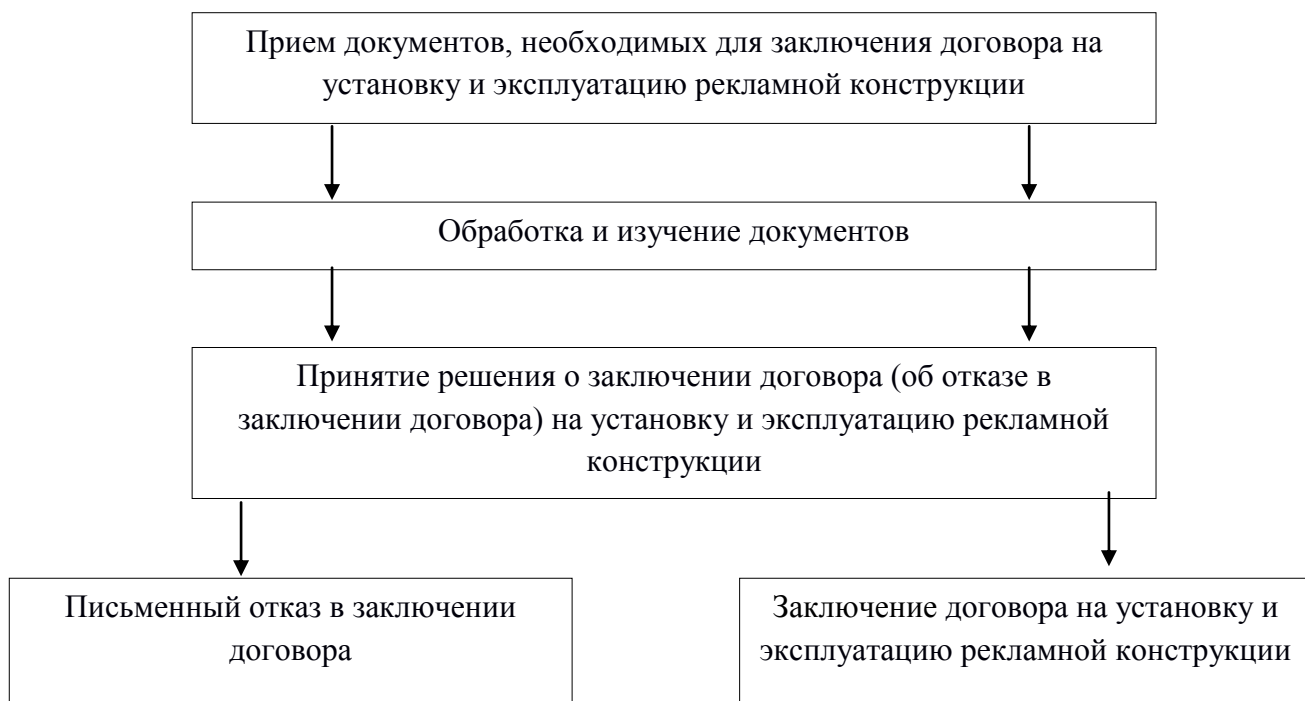 Прием документов, необходимых для заключения договора на
установку и эксплуатацию рекламной конструкции
Обработка и изучение документов
Принятие решения о заключении договора (об отказе в
заключении договора) на установку и эксплуатацию рекламной
конструкции
Письменный отказ в заключении
договора
Заключение договора на установку и
эксплуатацию рекламной конструкции